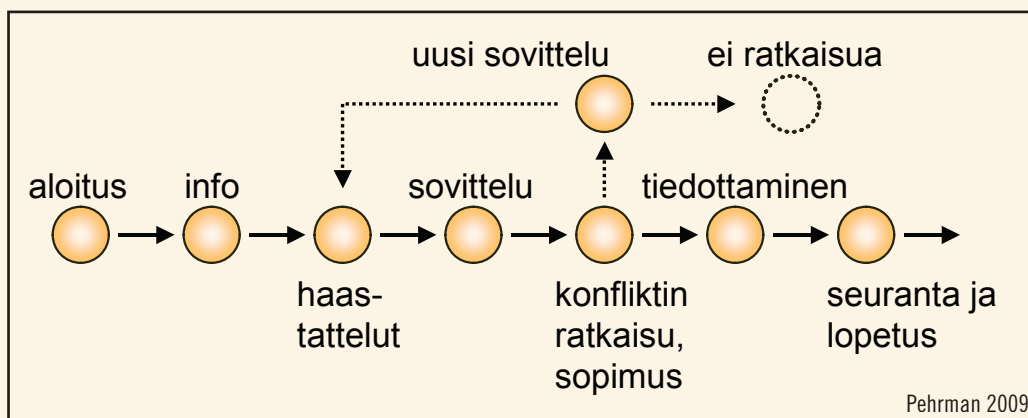 uusi sovittelu
ei ratkaisua
aloitus
info
sovittelu
tiedottaminen
haas-
tattelut
konfliktin
ratkaisu,
sopimus
seuranta ja
lopetus
Pehrman 2009